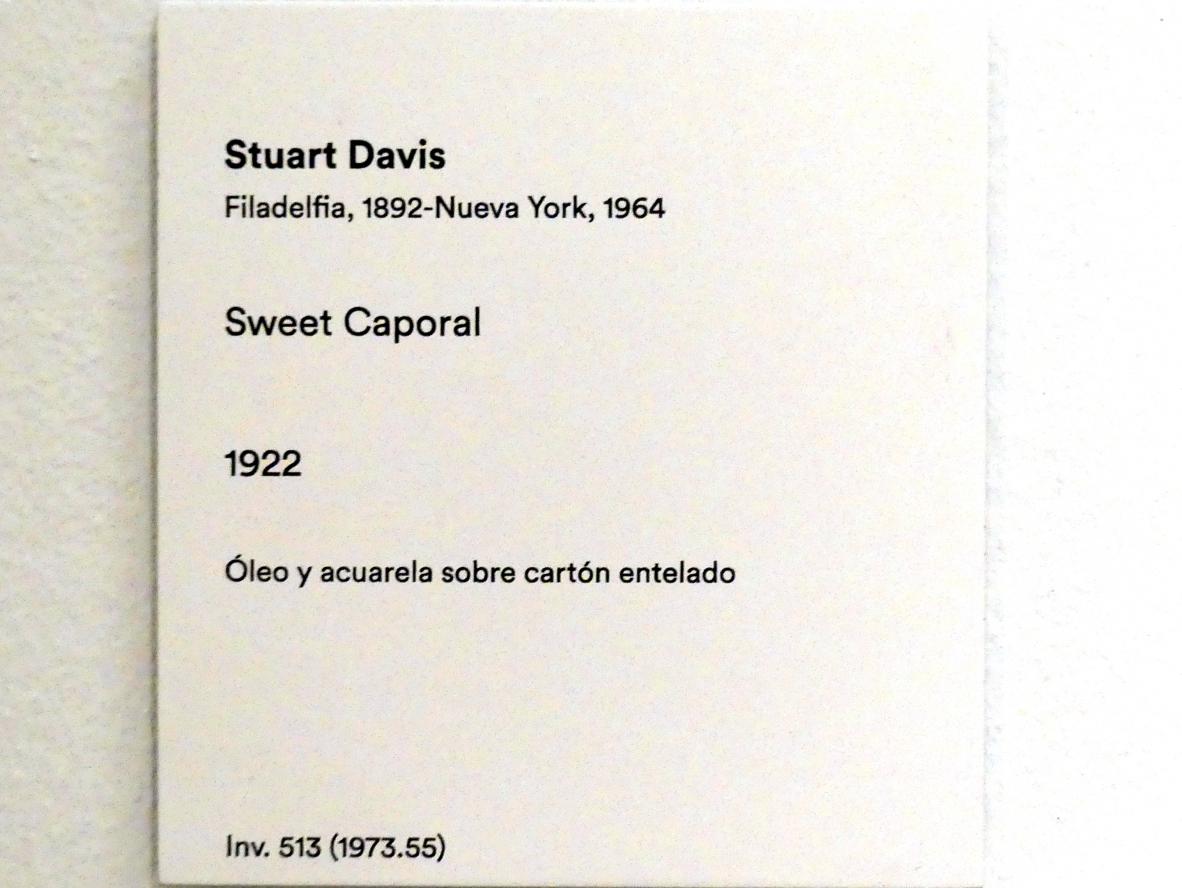 Stuart Davis
Filadelfia, 1892-Nueva York, 1964
Sweet Caporal
1922
Óleo y acuarela sobre cartón entelado
Inv. 513 (1973.55)